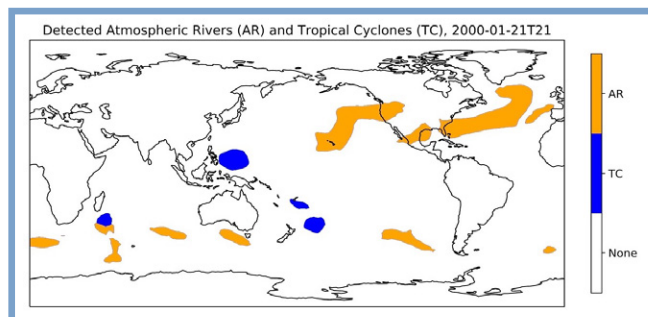 Detected Atmospheric Rivers (AR) and Tropical Cyclones (TC), 2000-01-21T21
AR
TC
None